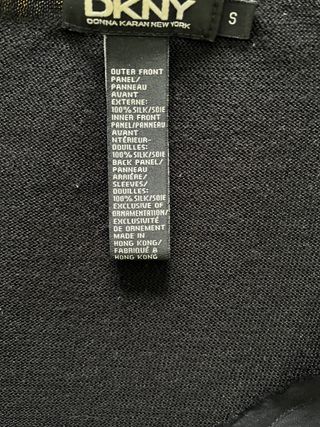 DKNY
DONNA KARAN NEW YORK
S
OUTER FRONT
PANEL/
PANNEAU
AVANT
EXTERNE:
100% SILK/SOIE
INNER FRONT
PANEL/PANNEAU
AVANT
NTÉRIEUR-
DOUILLES:
100% SILK/SOIE
BACK PANEL/
PANNEAU
ARRIÉRE/
SLEEVES/
DOUILLES:
100% SILK/SOIE
EXCLUSIVE OF
ORNAMENTATION/
EXCLUSIVITÉ
DE ORNEMENT
MADE IN
HONG KONG/
FABRIQUÉ À
HONG KONG